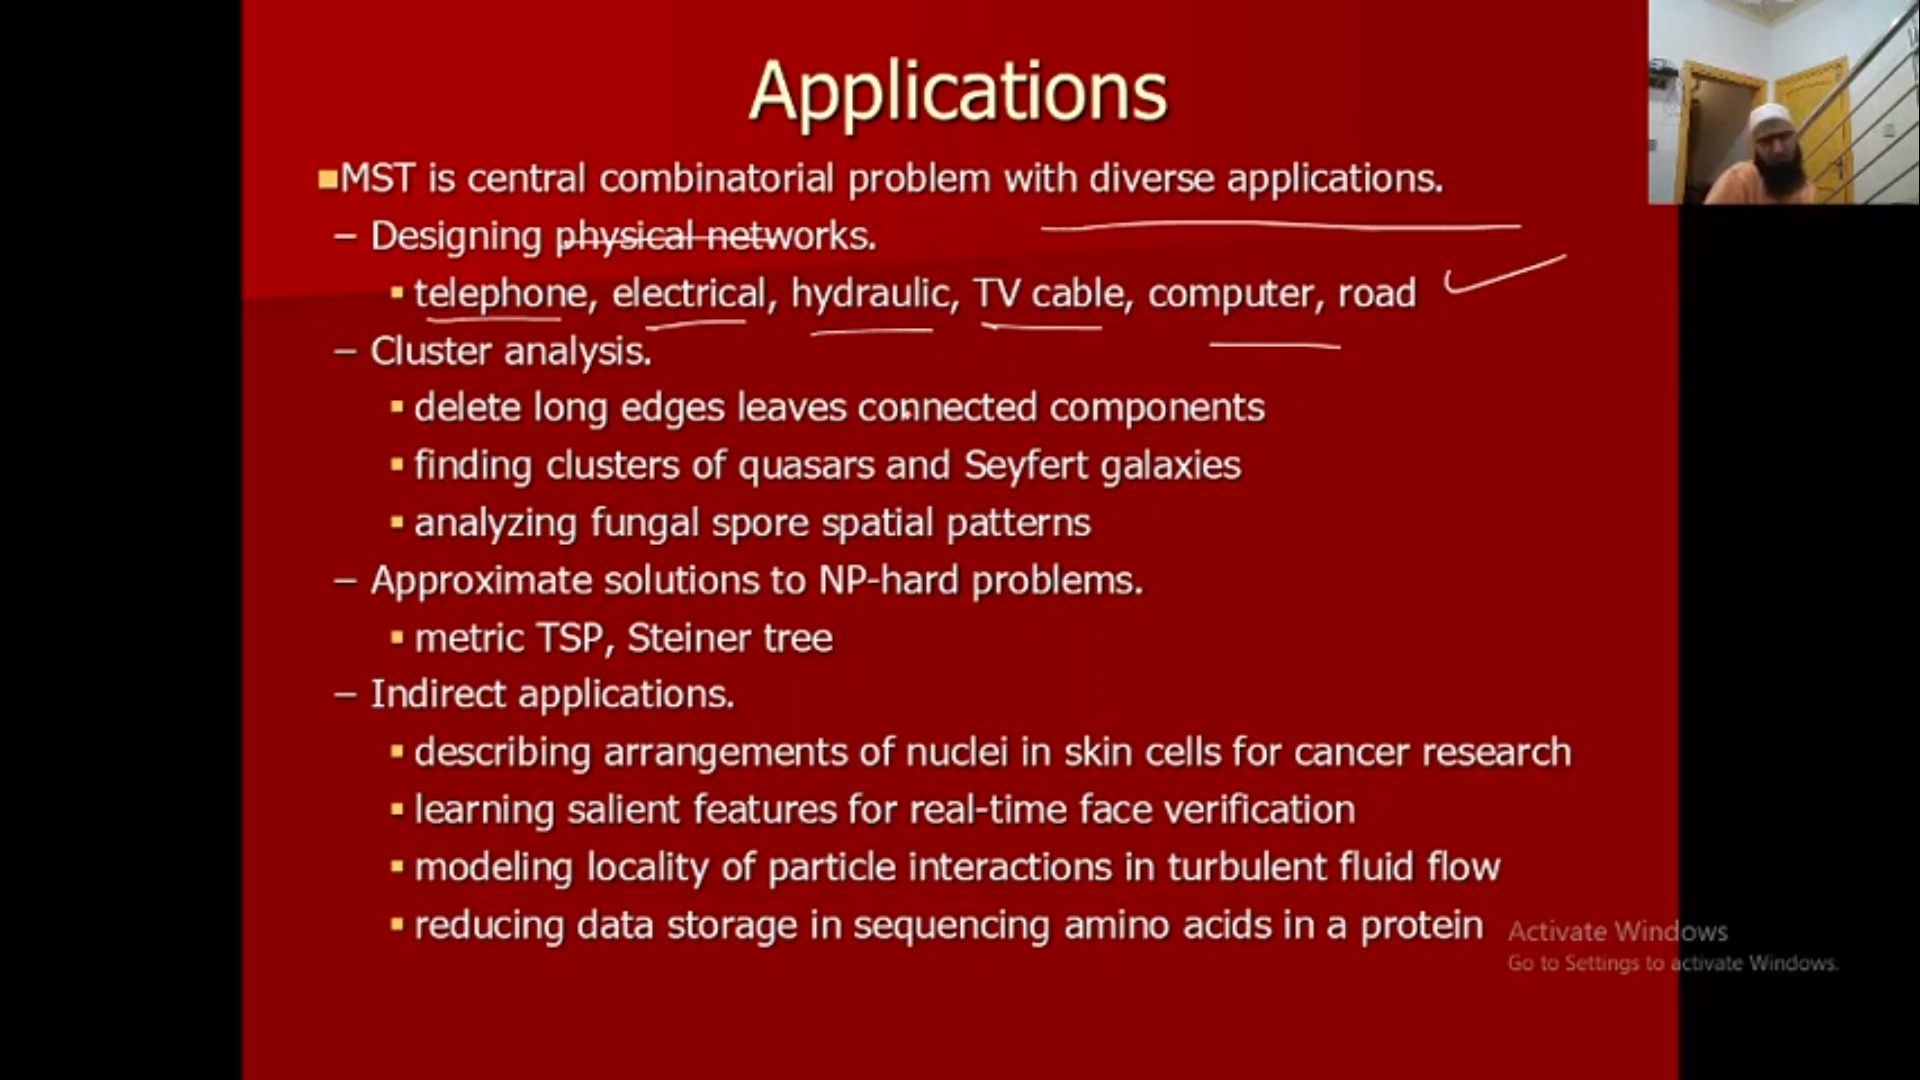 Applications
MST is central combinatorial problem with diverse applications.
– Designing physical networks.
telephone, electrical, hydraulic, TV cable, computer, road
– Cluster analysis.
delete long edges leaves connected components
finding clusters of quasars and Seyfert galaxies
analyzing fungal spore spatial patterns
– Approximate solutions to NP-hard problems.
metric TSP, Steiner tree
– Indirect applications.
describing arrangements of nuclei in skin cells for cancer research
learning salient features for real-time face verification
modeling locality of particle interactions in turbulent fluid flow
reducing data storage in sequencing amino acids in a protein
Activate Windows
Go to Settings to activate Windows.